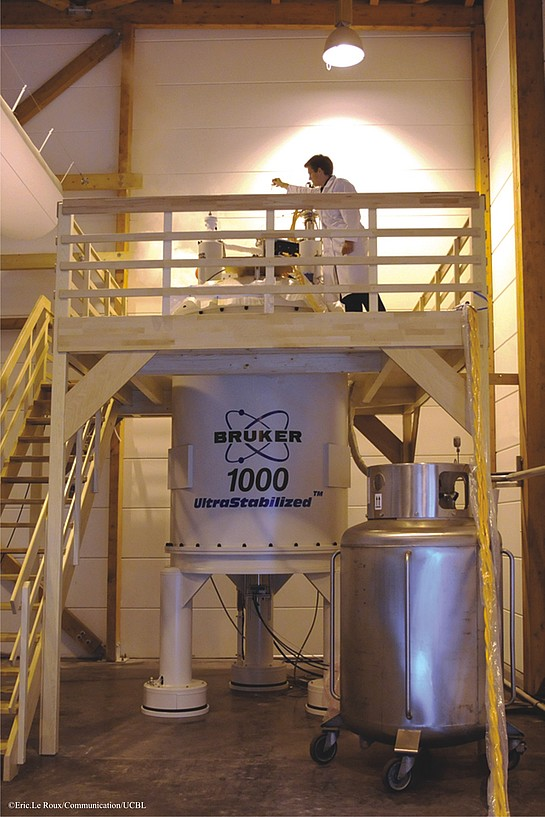 BRUKER
1000
UltraStabilized™
©Eric.Le Roux/Communication/UCBL